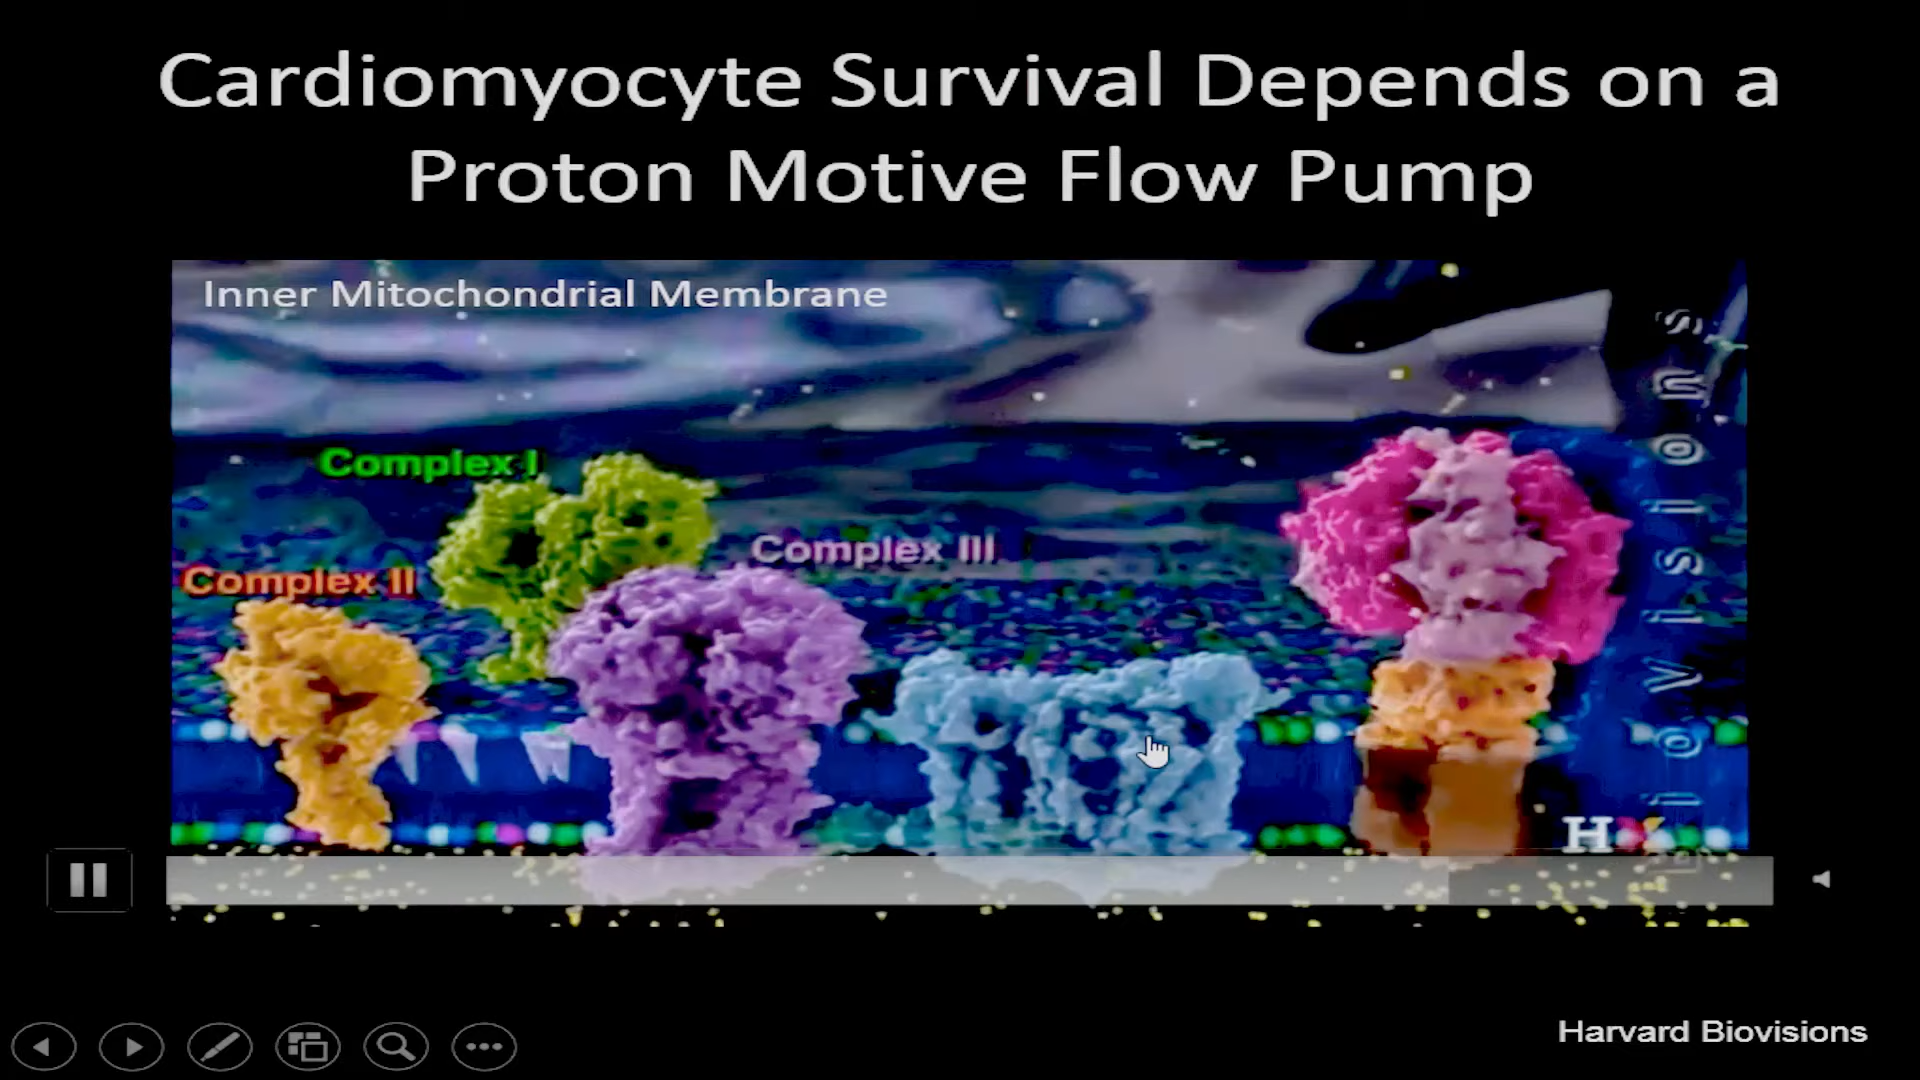 Cardiomyocyte Survival Depends on a
Proton Motive Flow Pump
Inner Mitochondrial Membrane
Complex I
Complex III
Complex II
i o v i s i o n s
H
Harvard Biovisions